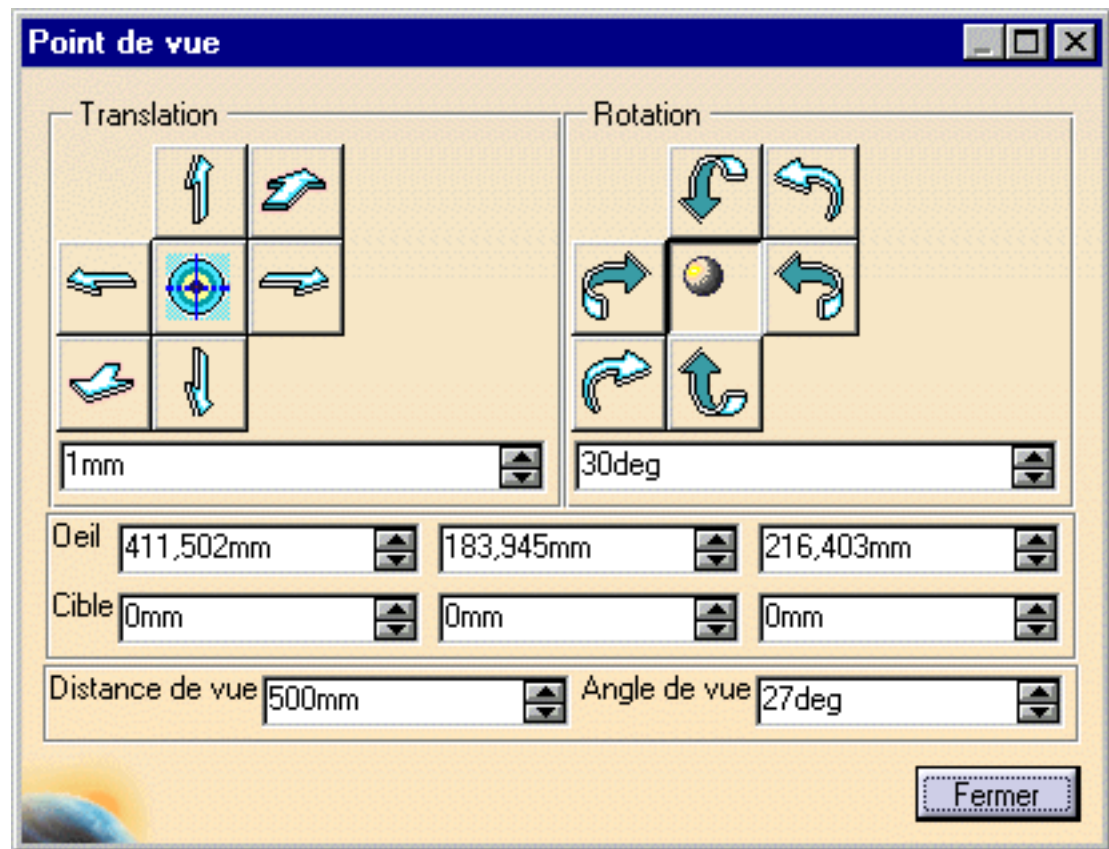 Point de vue
Translation
Rotation
1mm
30deg
Oeil 411,502mm 183,945mm 216,403mm
Cible 0mm 0mm 0mm
Distance de vue 500mm Angle de vue 27deg
Fermer